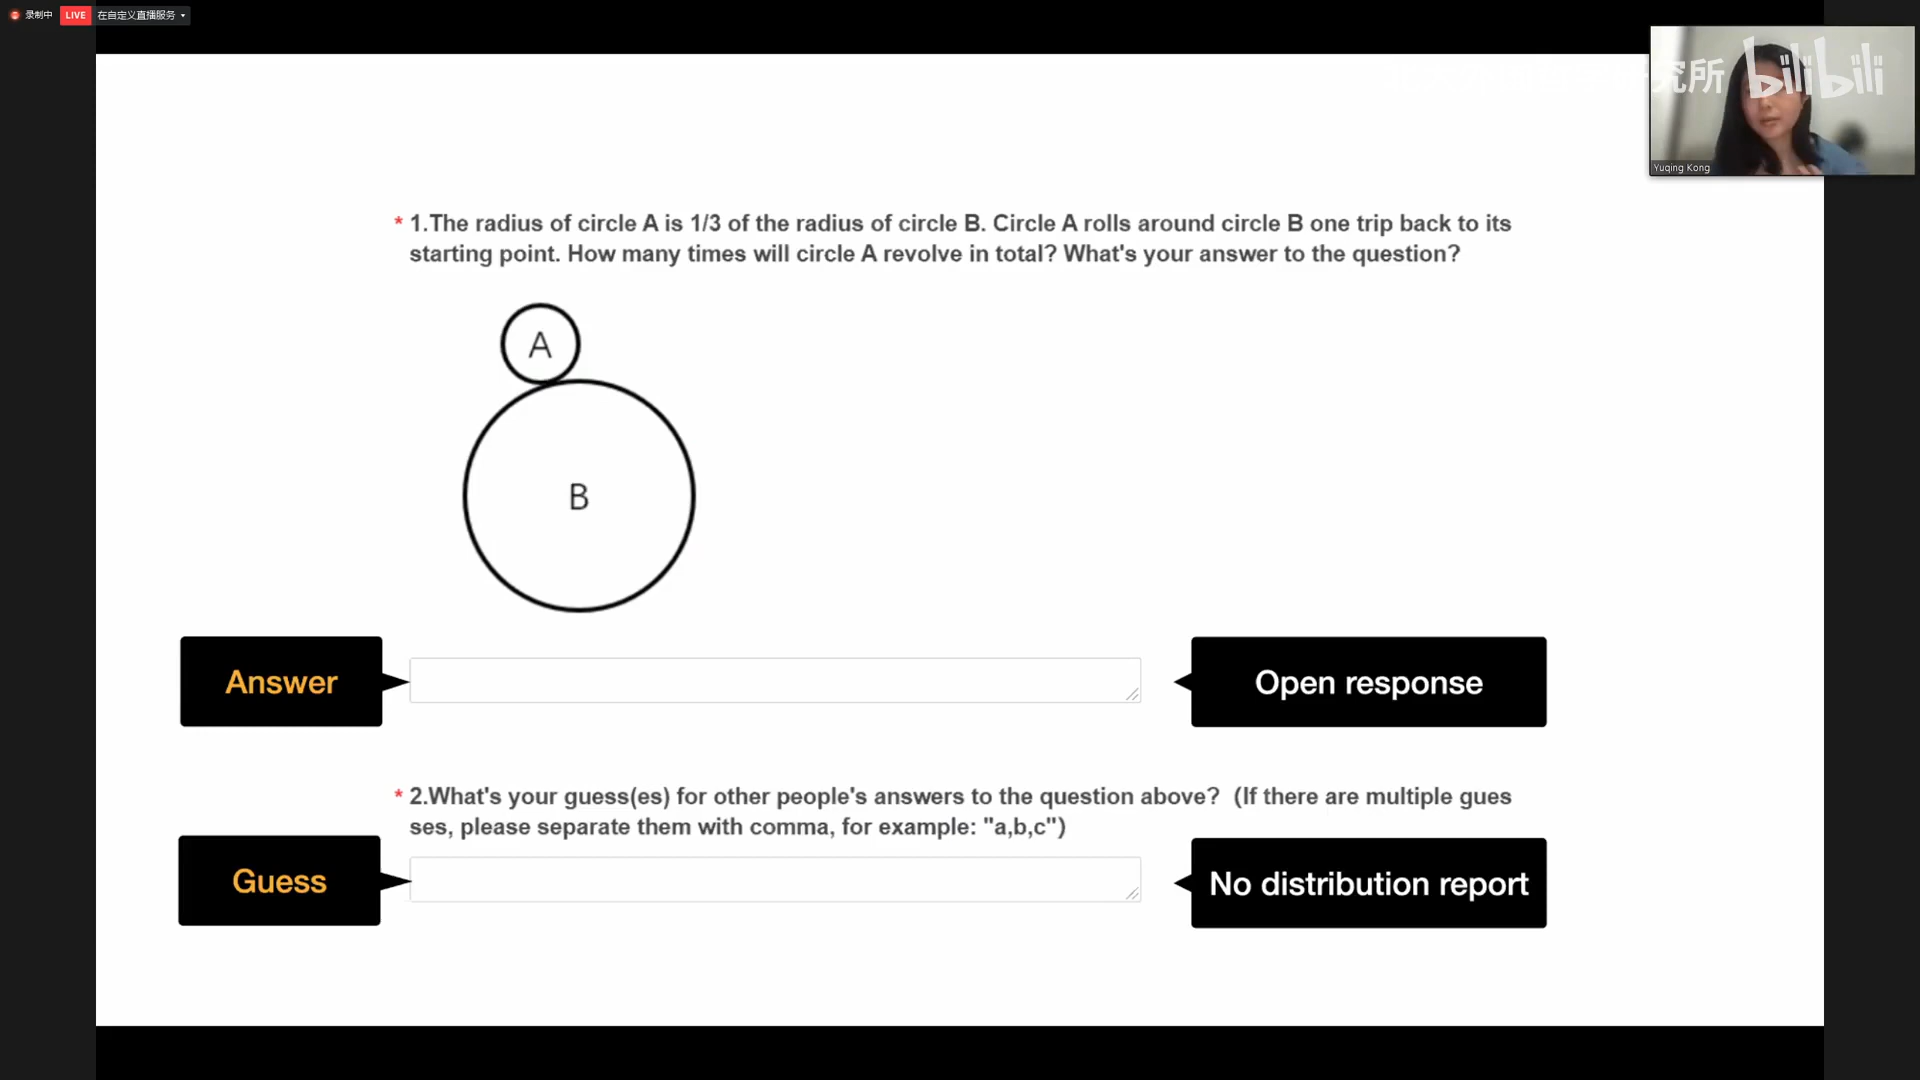 录制中 LIVE 在自定义直播服务
究所 bilibili
Yuqing Kong
* 1.The radius of circle A is 1/3 of the radius of circle B. Circle A rolls around circle B one trip back to its
starting point. How many times will circle A revolve in total? What's your answer to the question?
A
B
Answer
Open response
* 2.What's your guess(es) for other people's answers to the question above? (If there are multiple gues
ses, please separate them with comma, for example: "a,b,c")
Guess
No distribution report